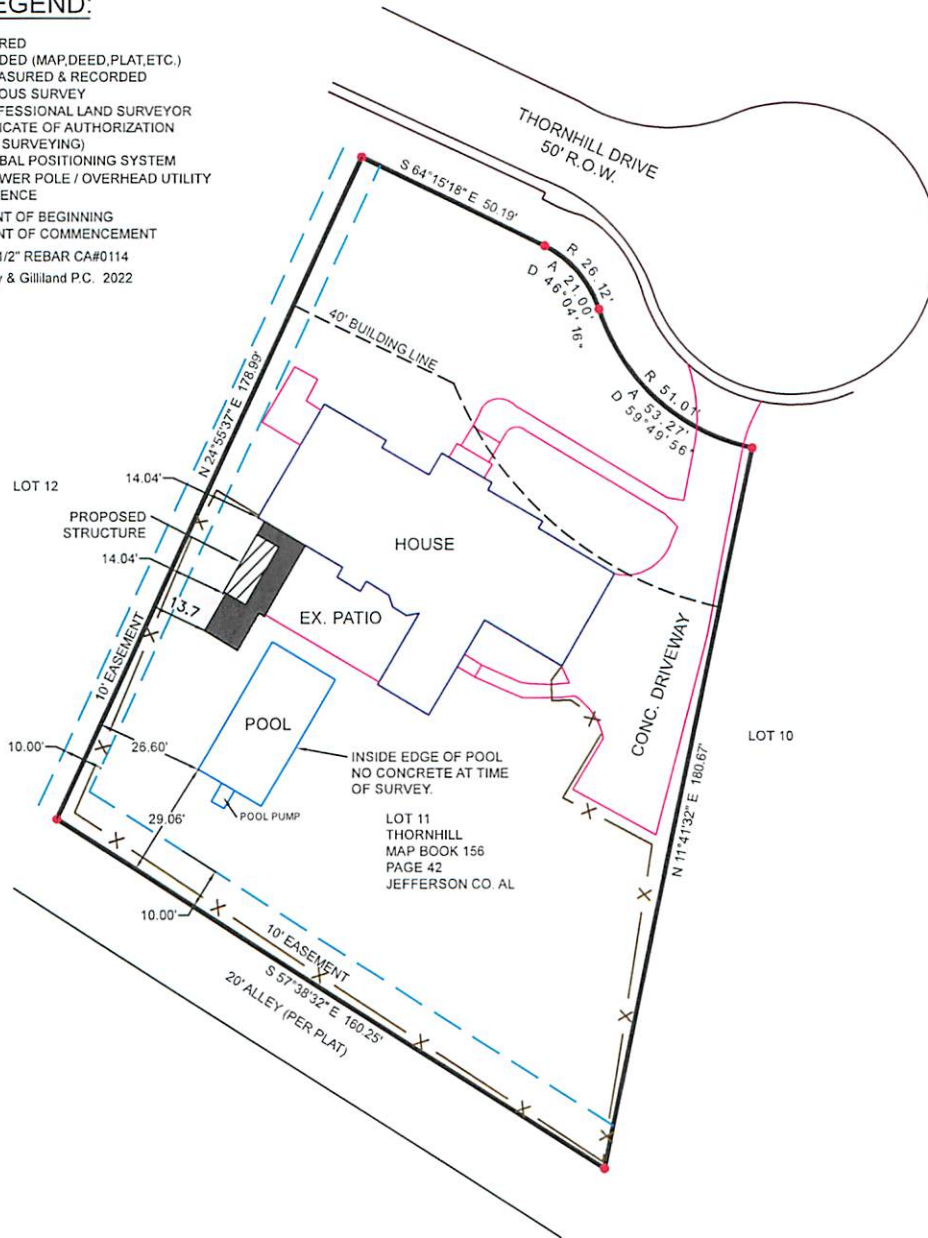 LEGEND:
DED (MAP,DEED,PLAT,ETC.)
ASURED & RECORDED
OUS SURVEY
FESSIONAL LAND SURVEYOR
ICATE OF AUTHORIZATION
SURVEYING)
BAL POSITIONING SYSTEM
WER POLE / OVERHEAD UTILITY
ENCE
NT OF BEGINNING
NT OF COMMENCEMENT
1/2" REBAR CA#0114
& Gilliland P.C. 2022
THORNHILL DRIVE
50' R.O.W.
S 64°15'18" E 50.19'
R 26.12'
A 21.00'
D 46°04'16"
40' BUILDING LINE
R 51.01'
A 53.27'
D 59°49'56"
N 24°55'37" E 178.99'
LOT 12
14.04'
PROPOSED
STRUCTURE
14.04'
13.7
HOUSE
EX. PATIO
10' EASEMENT
POOL
CONC. DRIVEWAY
LOT 10
10.00'
26.60'
INSIDE EDGE OF POOL
NO CONCRETE AT TIME
OF SURVEY.
POOL PUMP
29.06'
LOT 11
THORNHILL
MAP BOOK 156
PAGE 42
JEFFERSON CO. AL
N 11°41'32" E 180.67'
10.00'
10' EASEMENT
S 57°38'32" E 160.25'
20' ALLEY (PER PLAT)